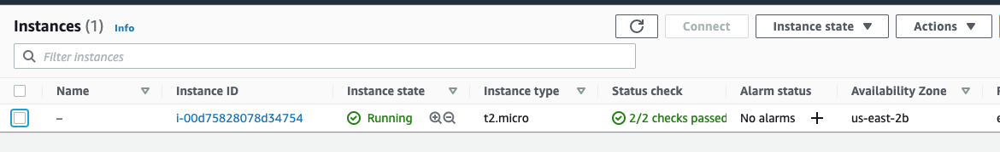 Instances (1) Info Connect Instance state Actions
Filter instances
Name Instance ID Instance state Instance type Status check Alarm status Availability Zone
– i-00d75828078d34754 Running t2.micro 2/2 checks passed No alarms us-east-2b